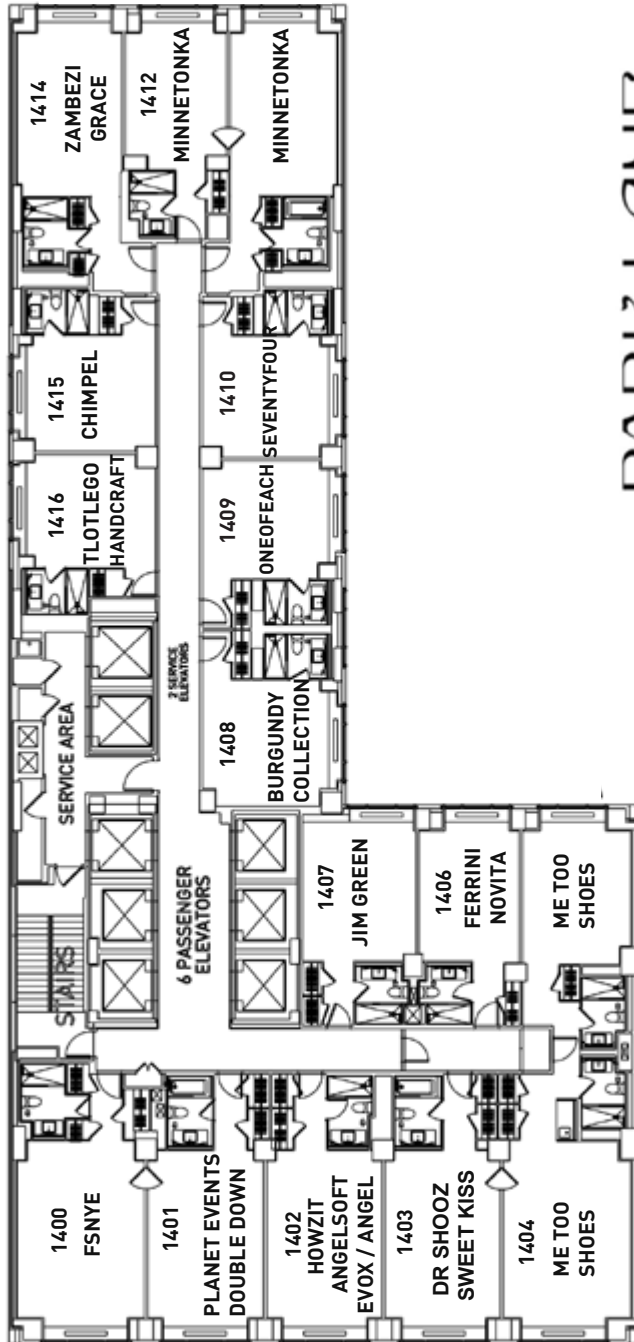 1414
ZAMBEZI
GRACE
1412
MINNETONKA
MINNETONKA
1415
CHIMPEL
1410
SEVENTYFOUR
1416
TLOTLEGO
HANDCRAFT
1409
ONEOFEACH
2 SERVICE
ELEVATORS
SERVICE AREA
1408
BURGUNDY
COLLECTION
6 PASSENGER
ELEVATORS
STAIRS
1407
JIM GREEN
1406
FERRINI
NOVITA
ME TOO
SHOES
1400
FSNYE
1401
PLANET EVENTS
DOUBLE DOWN
1402
HOWZIT
ANGELSOFT
EVOX / ANGEL
1403
DR SHOOZ
SWEET KISS
1404
ME TOO
SHOES